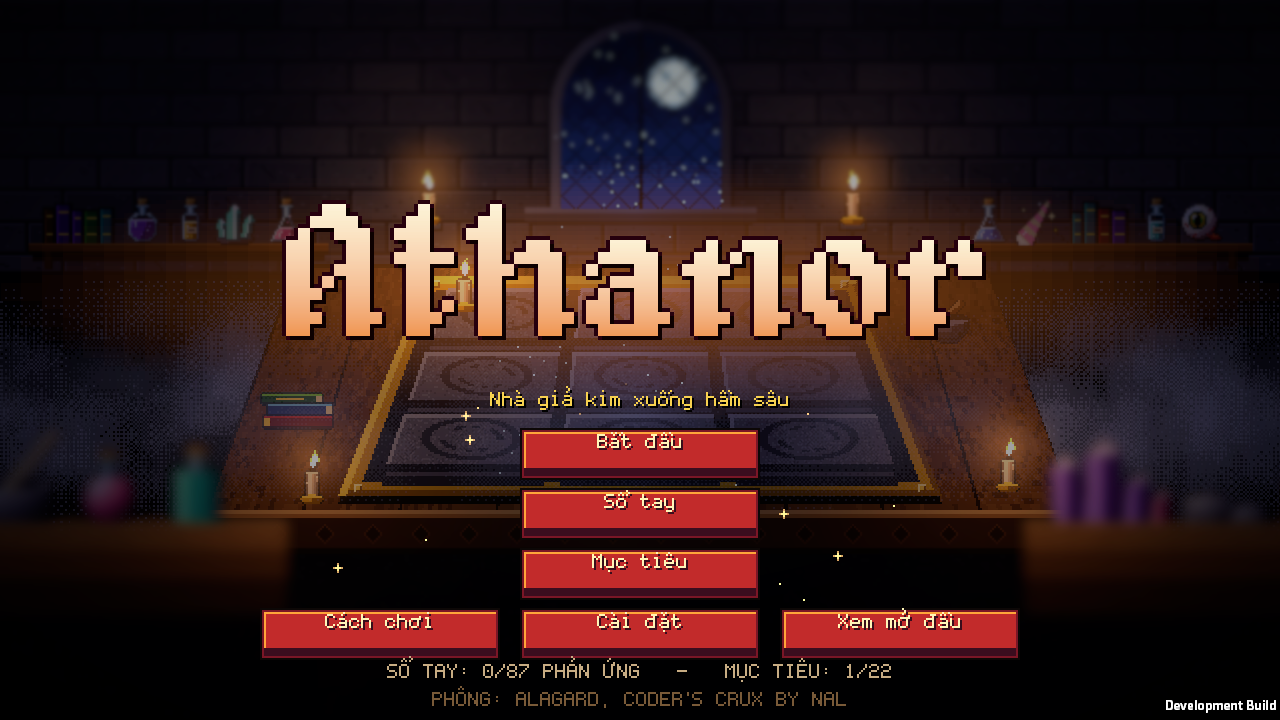 Athanor
Nhà giả kim xuống hầm sâu
Bắt đầu
Sổ tay
Mục tiêu
Cách chơi
Cài đặt
Xem mở đầu
SỔ TAY: 0/87 PHẢN ỨNG – MỤC TIÊU: 1/22
PHÔNG: ALAGARD, CODER'S CRUX BY NAL
Development Build